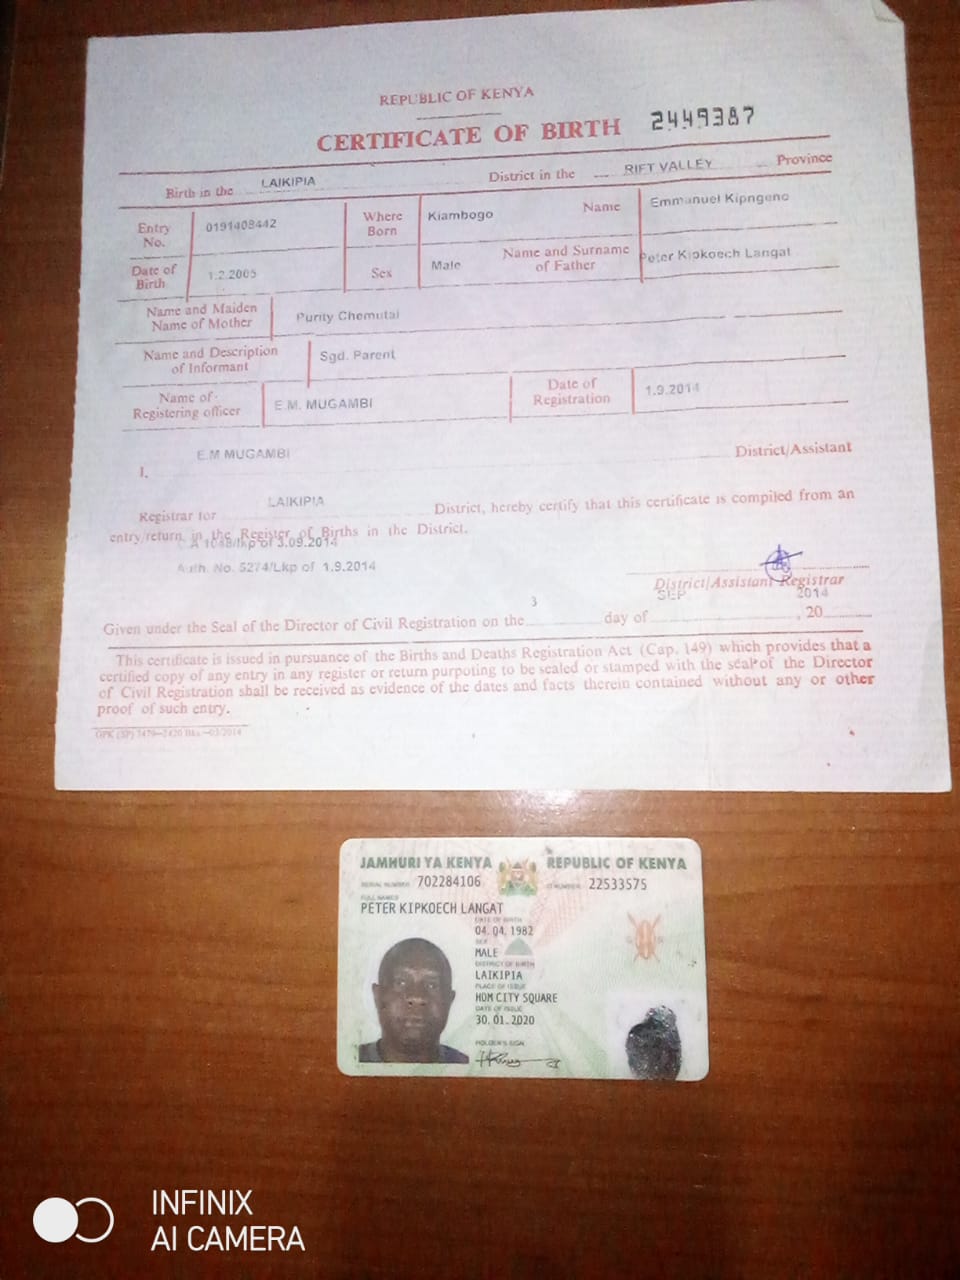 REPUBLIC OF KENYA
CERTIFICATE OF BIRTH 2449387
Birth in the LAIKIPIA District in the RIFT VALLEY Province
Entry No. 0191408442 Where Born Kiambogo Name Emmanuel Kipngeno
Date of Birth 1.2.2005 Sex Male Name and Surname of Father Peter Kipkoech Langat
Name and Maiden Name of Mother Purity Chemutai
Name and Description of Informant Sgd. Parent
Name of Registering officer E.M. MUGAMBI Date of Registration 1.9.2014
I, E.M MUGAMBI District/Assistant
Registrar for LAIKIPIA District, hereby certify that this certificate is compiled from an
entry/return in the Register of Births in the District.
of 3.09.2014
Auth. No. 5274/Lkp of 1.9.2014
District/Assistant Registrar
Given under the Seal of the Director of Civil Registration on the 3 day of SEP 2014, 20
This certificate is issued in pursuance of the Births and Deaths Registration Act (Cap. 149) which provides that a
certified copy of any entry in any register or return purpoting to be sealed or stamped with the seal of the Director
of Civil Registration shall be received as evidence of the dates and facts therein contained without any or other
proof of such entry.
JAMHURI YA KENYA REPUBLIC OF KENYA
SERIAL NUMBER 702284106 ID NUMBER 22533575
FULL NAMES
PETER KIPKOECH LANGAT
DATE OF BIRTH
04. 04. 1982
SEX
MALE
DISTRICT OF BIRTH
LAIKIPIA
PLACE OF ISSUE
HOM CITY SQUARE
DATE OF ISSUE
30. 01. 2020
HOLDER'S SIGN.
INFINIX
AI CAMERA